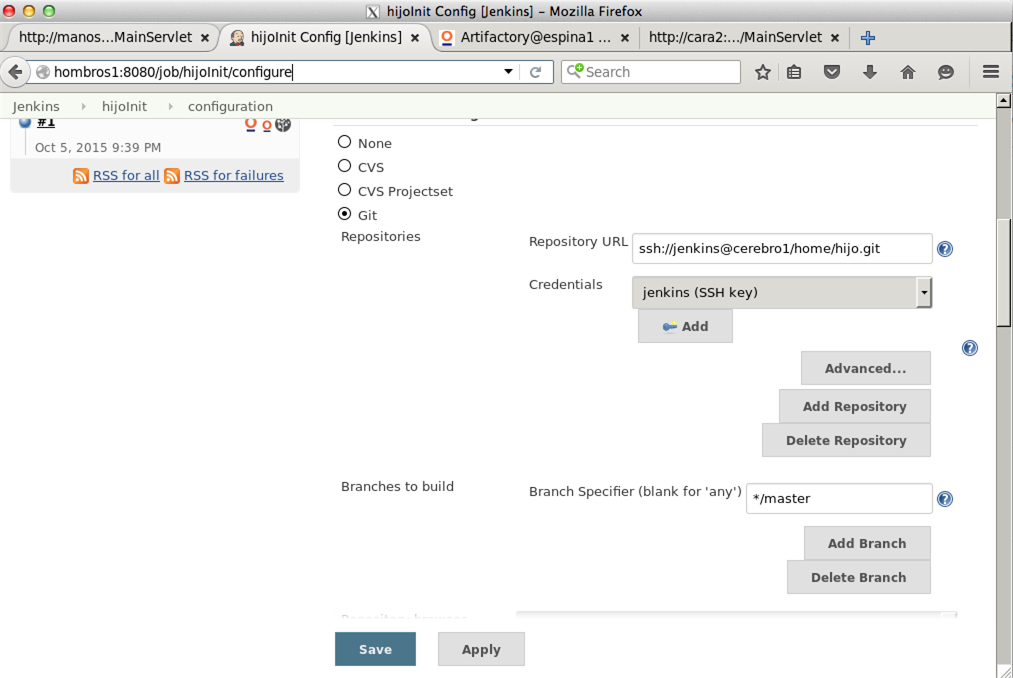 hijoInit Config [Jenkins] - Mozilla Firefox
http://manos...MainServlet
hijoInit Config [Jenkins]
Artifactory@espina1 ...
http://cara2:.../MainServlet
hombros1:8080/job/hijoInit/configure
Search
Jenkins
hijoInit
configuration
#1
Oct 5, 2015 9:39 PM
RSS for all
RSS for failures
None
CVS
CVS Projectset
Git
Repositories
Repository URL
ssh://jenkins@cerebro1/home/hijo.git
Credentials
jenkins (SSH key)
Add
Advanced...
Add Repository
Delete Repository
Branches to build
Branch Specifier (blank for 'any')
*/master
Add Branch
Delete Branch
Repository browser
Save
Apply